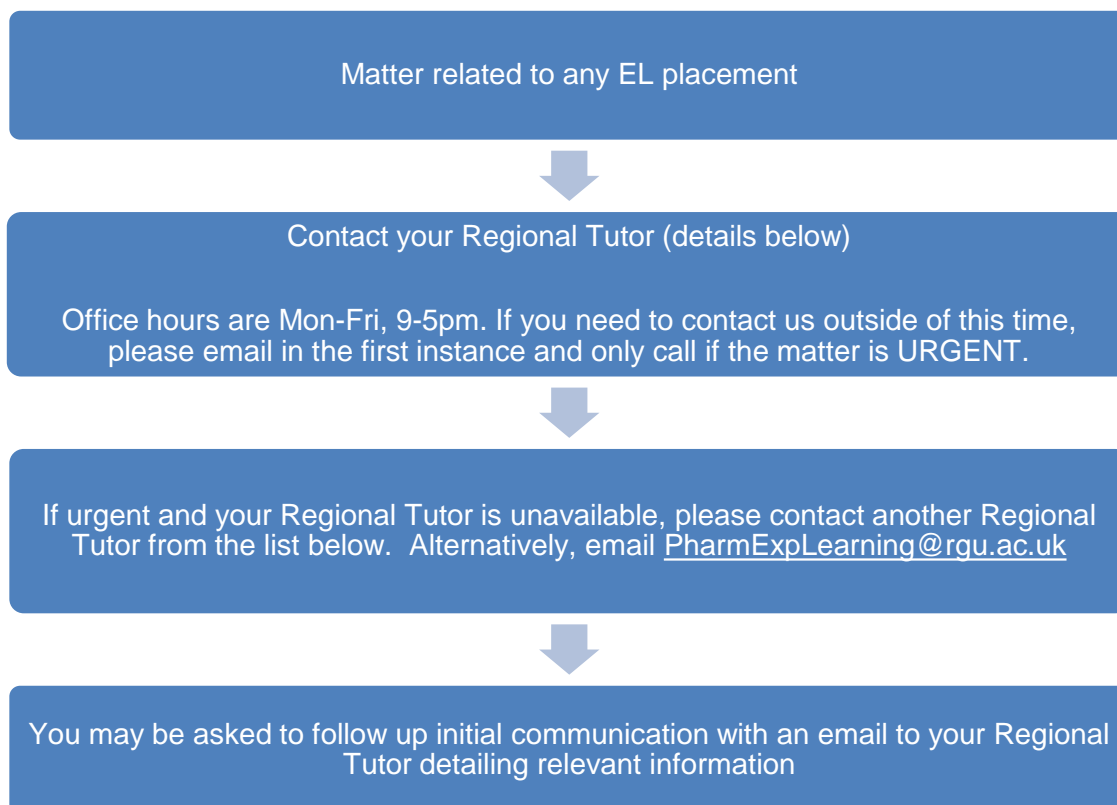 Matter related to any EL placement
Contact your Regional Tutor (details below)
Office hours are Mon-Fri, 9-5pm. If you need to contact us outside of this time,
please email in the first instance and only call if the matter is URGENT.
If urgent and your Regional Tutor is unavailable, please contact another Regional
Tutor from the list below.  Alternatively, email PharmExpLearning@rgu.ac.uk
You may be asked to follow up initial communication with an email to your Regional
Tutor detailing relevant information